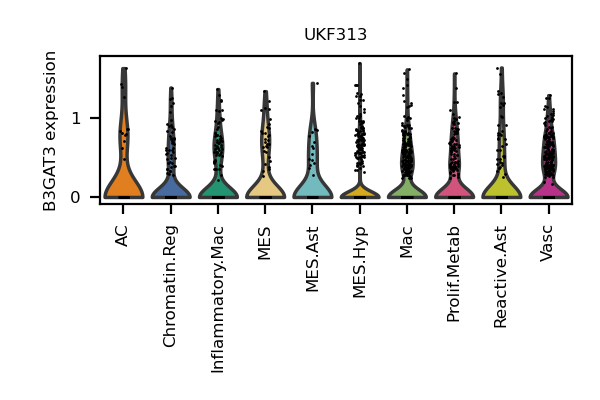 UKF313
B3GAT3 expression
1
0
AC
Chromatin.Reg
Inflammatory.Mac
MES
MES.Ast
MES.Hyp
Mac
Prolif.Metab
Reactive.Ast
Vasc